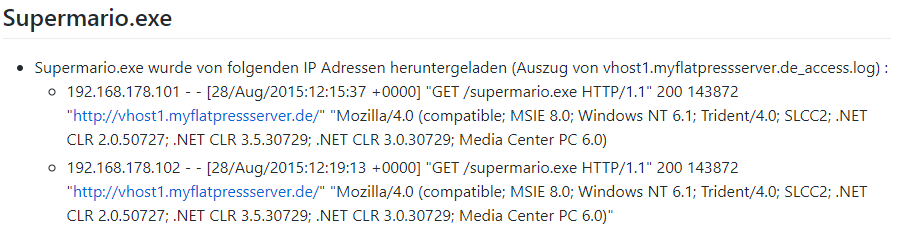 Supermario.exe
Supermario.exe wurde von folgenden IP Adressen heruntergeladen (Auszug von vhost1.myflatpressserver.de_access.log) :
192.168.178.101 - - [28/Aug/2015:12:15:37 +0000] "GET /supermario.exe HTTP/1.1" 200 143872
"http://vhost1.myflatpressserver.de/" "Mozilla/4.0 (compatible; MSIE 8.0; Windows NT 6.1; Trident/4.0; SLCC2; .NET
CLR 2.0.50727; .NET CLR 3.5.30729; .NET CLR 3.0.30729; Media Center PC 6.0)
192.168.178.102 - - [28/Aug/2015:12:19:13 +0000] "GET /supermario.exe HTTP/1.1" 200 143872
"http://vhost1.myflatpressserver.de/" "Mozilla/4.0 (compatible; MSIE 8.0; Windows NT 6.1; Trident/4.0; SLCC2; .NET
CLR 2.0.50727; .NET CLR 3.5.30729; .NET CLR 3.0.30729; Media Center PC 6.0)"